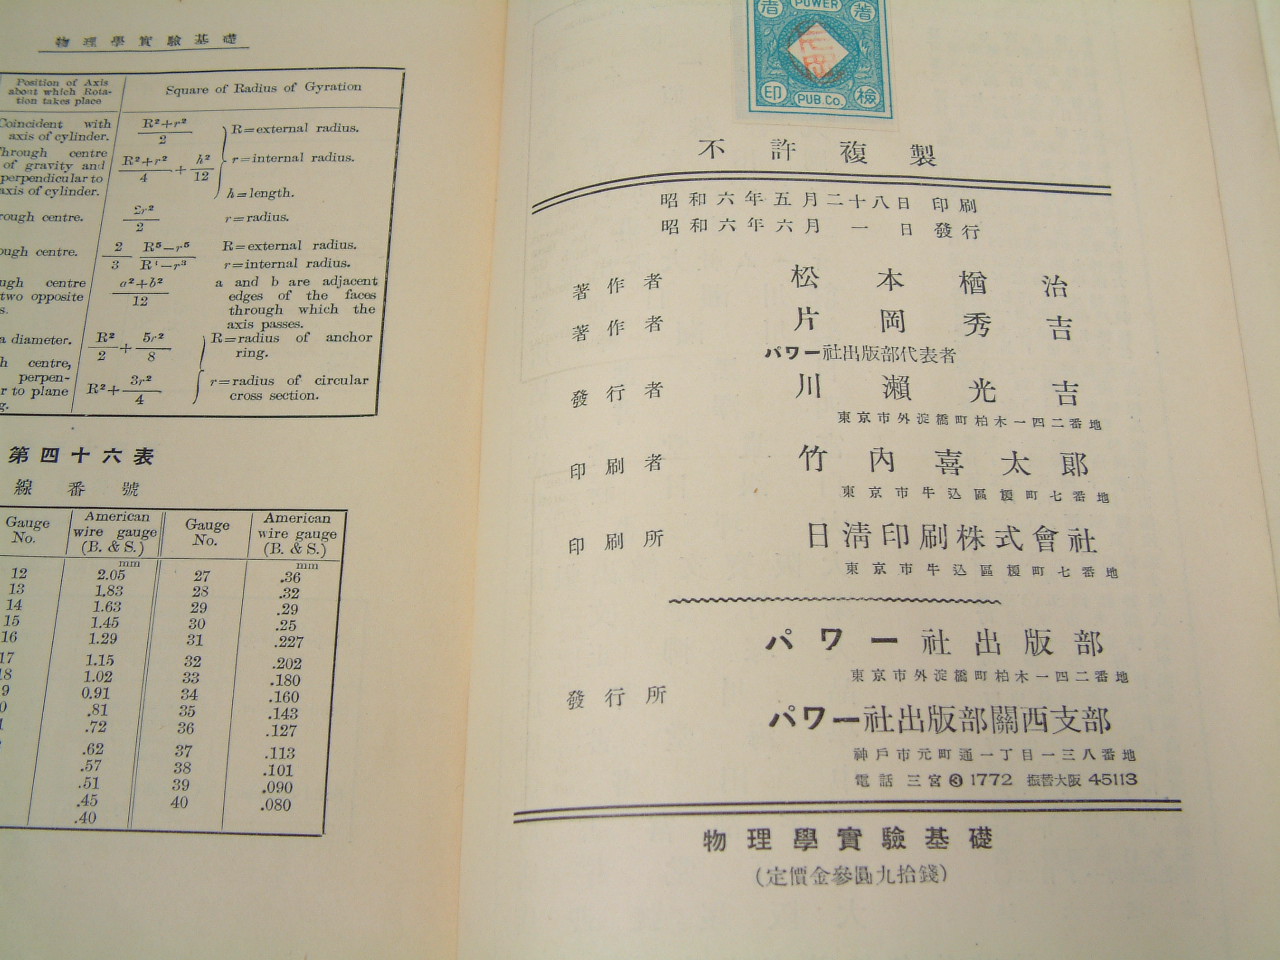 物理學實驗基礎
Position of Axis about which Rotation takes place
Square of Radius of Gyration
Coincident with axis of cylinder.
R²+r² / 2
R=external radius.
Through centre of gravity and perpendicular to axis of cylinder.
R²+r² / 4 + h² / 12
r=internal radius.
h=length.
rough centre.
2r² / 2
r=radius.
ough centre.
2 / 3 R⁵−r⁵ / R³−r³
R=external radius.
r=internal radius.
ugh centre
two opposite
s.
a²+b² / 12
a and b are adjacent
edges of the faces
through which the
axis passes.
a diameter.
R² / 2 + 5r² / 8
R=radius of anchor
ring.
h centre,
perpen-
r to plane
g.
R²+ 3r² / 4
r=radius of circular
cross section.
第四十六表
線番號
Gauge No.
American wire gauge (B. & S.)
Gauge No.
American wire gauge (B. & S.)
mm mm
12 2.05 27 .36
13 1.83 28 .32
14 1.63 29 .29
15 1.45 30 .25
16 1.29 31 .227
17 1.15 32 .202
18 1.02 33 .180
9 0.91 34 .160
0 .81 35 .143
1 .72 36 .127
.62 37 .113
.57 38 .101
.51 39 .090
.45 40 .080
.40
者 POWER 著
印 PUB.Co. 檢
不許複製
昭和六年五月二十八日印刷
昭和六年六月一日發行
著作者 松本楢治
著作者 片岡秀吉
パワー社出版部代表者
發行者 川瀨光吉
東京市外淀橋町柏木一四二番地
印刷者 竹內喜太郞
東京市牛込區榎町七番地
印刷所 日淸印刷株式會社
東京市牛込區榎町七番地
發行所
パワー社出版部
東京市外淀橋町柏木一四二番地
パワー社出版部關西支部
神戶市元町通一丁目一三八番地
電話三宮③1772 振替大阪 45113
物理學實驗基礎
(定價金參圓九拾錢)